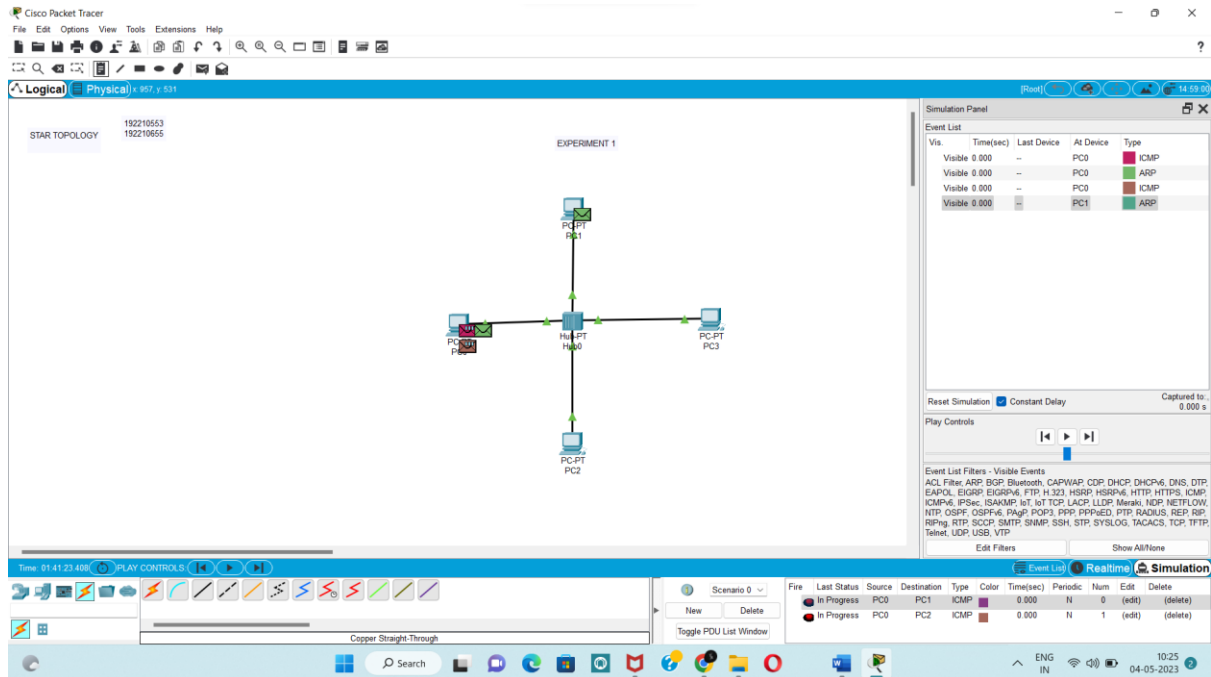 Cisco Packet Tracer
File Edit Options View Tools Extensions Help
?
Logical Physical x: 957, y: 531 [Root] 14:59:00
STAR TOPOLOGY
192210553
192210655
EXPERIMENT 1
PC-PT
PC1
Hub-PT
Hub0
PC-PT
PC3
PC-PT
PC2
Simulation Panel
Event List
Vis. Time(sec) Last Device At Device Type
Visible 0.000 -- PC0 ICMP
Visible 0.000 -- PC0 ARP
Visible 0.000 -- PC0 ICMP
Visible 0.000 -- PC1 ARP
Reset Simulation Constant Delay Captured to:
0.000 s
Play Controls
Event List Filters - Visible Events
ACL Filter, ARP, BGP, Bluetooth, CAPWAP, CDP, DHCP, DHCPv6, DNS, DTP,
EAPOL, EIGRP, EIGRPv6, FTP, H.323, HSRP, HSRPv6, HTTP, HTTPS, ICMP,
ICMPv6, IPSec, ISAKMP, IoT, IoT TCP, LACP, LLDP, Meraki, NDP, NETFLOW,
NTP, OSPF, OSPFv6, PAgP, POP3, PPP, PPPoED, PTP, RADIUS, REP, RIP,
RIPng, RTP, SCCP, SMTP, SNMP, SSH, STP, SYSLOG, TACACS, TCP, TFTP,
Telnet, UDP, USB, VTP
Edit Filters Show All/None
Time: 01:41:23.408 PLAY CONTROLS: Event List Realtime Simulation
Scenario 0
New Delete
Toggle PDU List Window
Fire Last Status Source Destination Type Color Time(sec) Periodic Num Edit Delete
In Progress PC0 PC1 ICMP 0.000 N 0 (edit) (delete)
In Progress PC0 PC2 ICMP 0.000 N 1 (edit) (delete)
Copper Straight-Through
Search
ENG
IN
10:25
04-05-2023
2